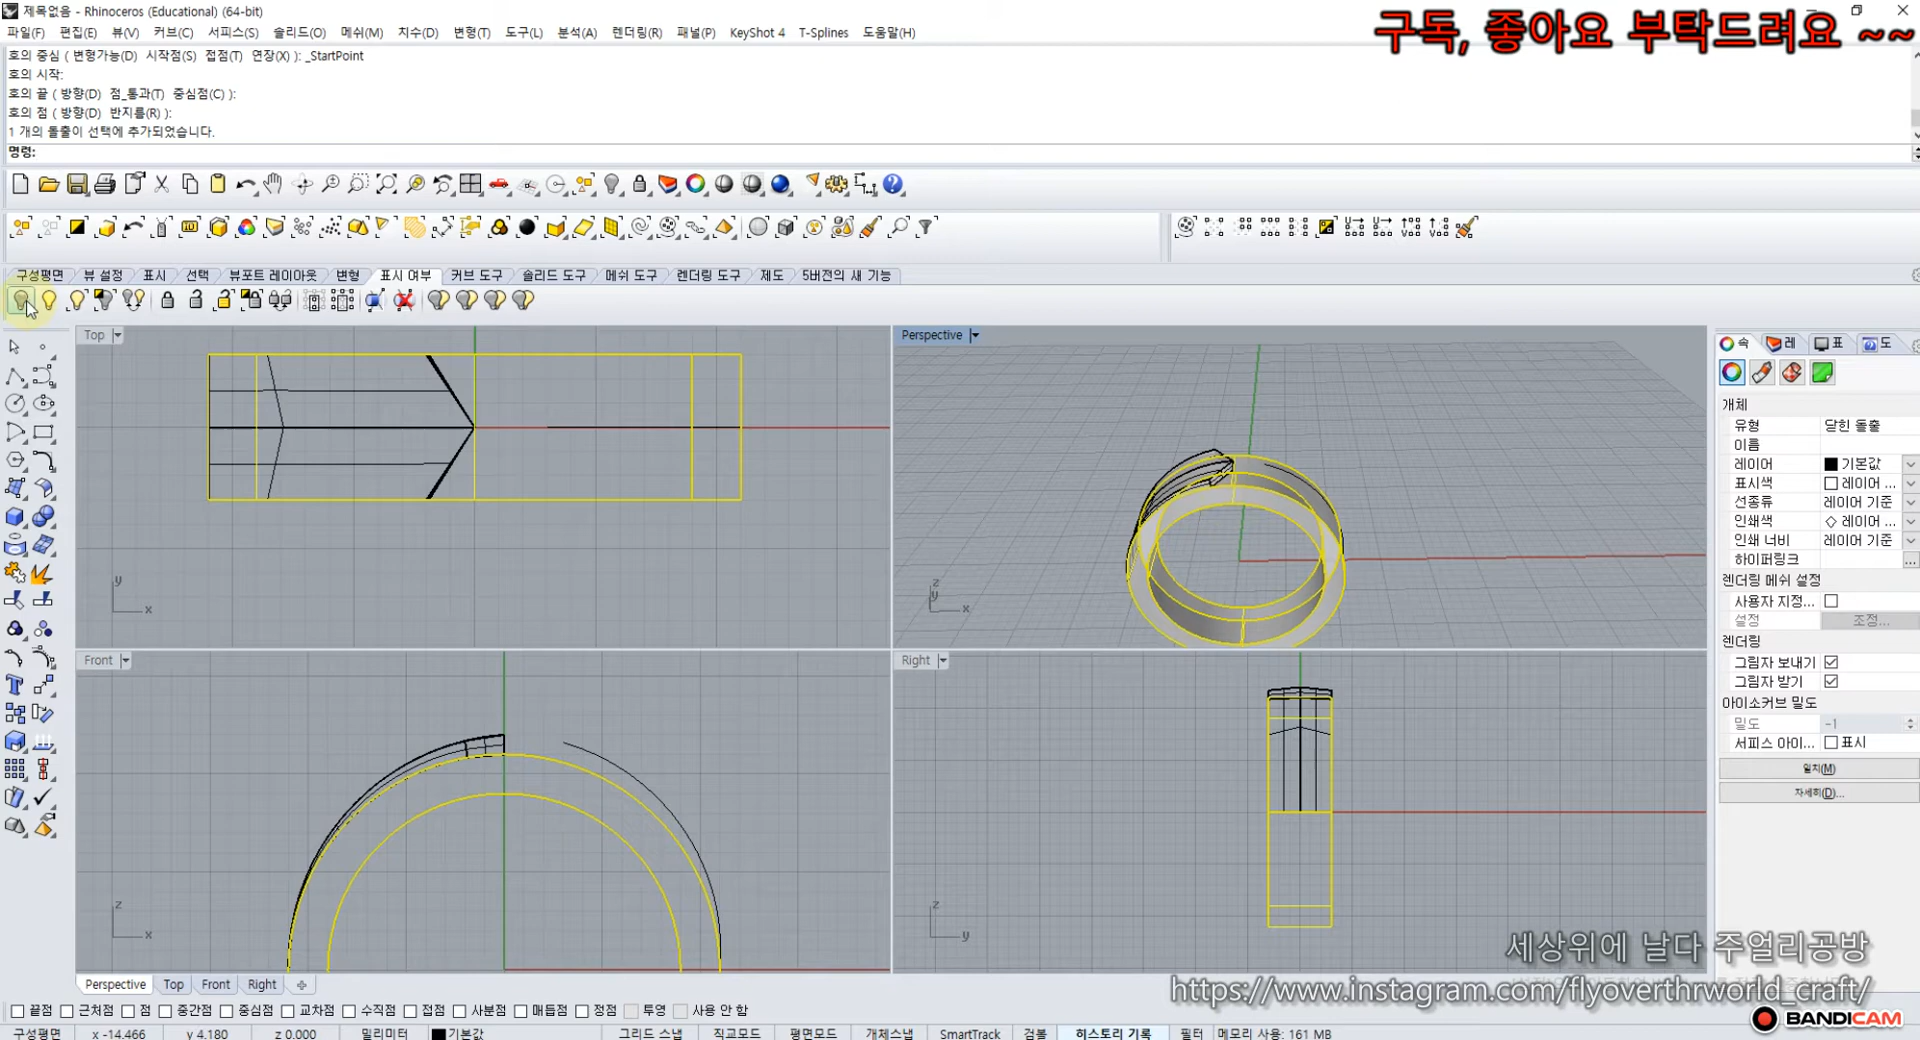 제목없음 - Rhinoceros (Educational) (64-bit)
구독, 좋아요 부탁드려요 ~~
파일(F) 편집(E) 뷰(V) 커브(C) 서피스(S) 솔리드(O) 메쉬(M) 치수(D) 변형(T) 도구(L) 분석(A) 렌더링(R) 패널(P) KeyShot 4 T-Splines 도움말(H)
호의 중심 ( 변형가능(D) 시작점(S) 접점(T) 연장(X) ): _StartPoint
호의 시작:
호의 끝 ( 방향(D) 점_통과(T) 중심점(C) ):
호의 점 ( 방향(D) 반지름(R) ):
1 개의 돌출이 선택에 추가되었습니다.
명령:
구성평면 뷰 설정 표시 선택 뷰포트 레이아웃 변형 표시 여부 커브 도구 솔리드 도구 메쉬 도구 렌더링 도구 제도 5버전의 새 기능
Top
Perspective
속 레 표 도
개체
유형 닫힌 돌출
이름
레이어 기본값
표시색 레이어 ...
선종류 레이어 기준
인쇄색 레이어 ...
인쇄 너비 레이어 기준
하이퍼링크 ...
렌더링 메쉬 설정
사용자 지정...
설정 조정...
렌더링
그림자 보내기
그림자 받기
아이소커브 밀도
밀도 -1
서피스 아이... 표시
일치(M)
자세히(D)...
y x
z y x
Front
Right
z x
z y
세상위에 날다 주얼리공방
https://www.instagram.com/flyoverthrworld_craft/
Perspective Top Front Right
끝점 근처점 점 중간점 중심점 교차점 수직점 접점 사분점 매듭점 정점 투영 사용 안 함
BANDICAM
구성평면 x -14.466 y 4.180 z 0.000 밀리미터 기본값 그리드 스냅 직교모드 평면모드 개체스냅 SmartTrack 검볼 히스토리 기록 필터 메모리 사용: 161 MB